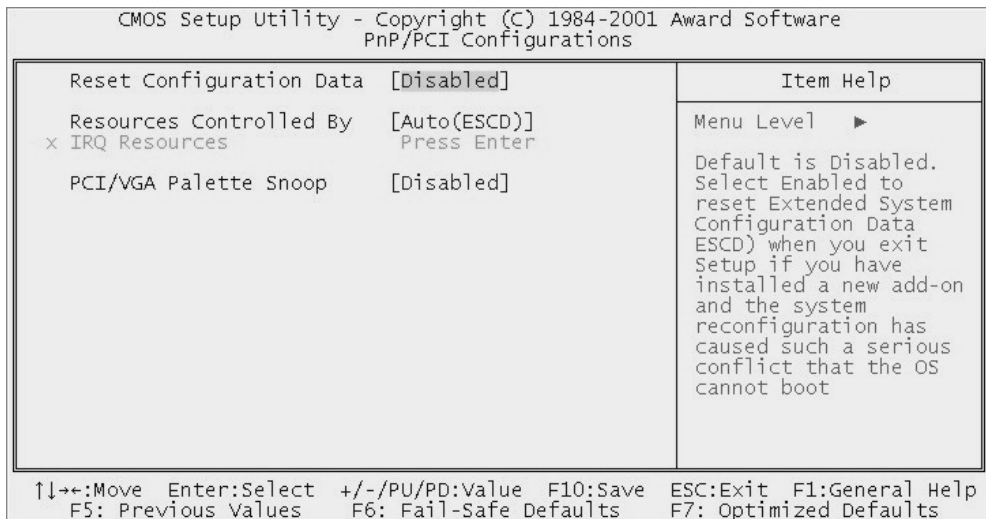 CMOS Setup Utility - Copyright (C) 1984-2001 Award Software
PnP/PCI Configurations
Reset Configuration Data [Disabled]
Resources Controlled By [Auto(ESCD)]
x IRQ Resources Press Enter
PCI/VGA Palette Snoop [Disabled]
Item Help
Menu Level ►
Default is Disabled.
Select Enabled to
reset Extended System
Configuration Data
ESCD) when you exit
Setup if you have
installed a new add-on
and the system
reconfiguration has
caused such a serious
conflict that the OS
cannot boot
↑↓→←:Move Enter:Select +/-/PU/PD:Value F10:Save ESC:Exit F1:General Help
F5: Previous Values F6: Fail-Safe Defaults F7: Optimized Defaults